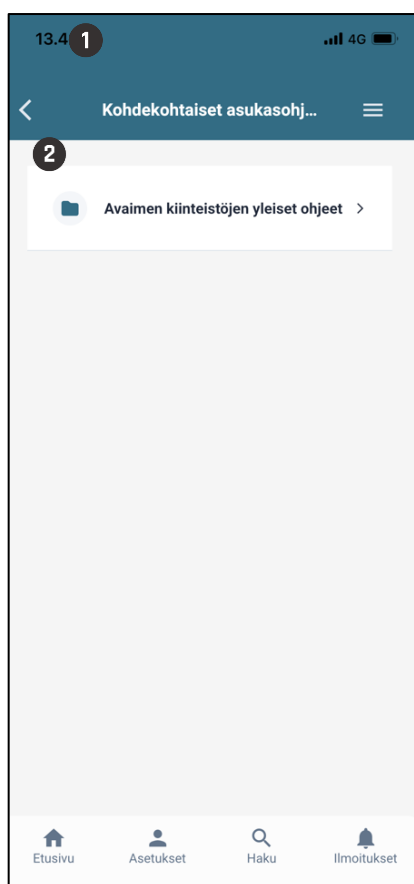 13.4 1 4G
Kohdekohtaiset asukasohj...
2
Avaimen kiinteistöjen yleiset ohjeet
Etusivu Asetukset Haku Ilmoitukset